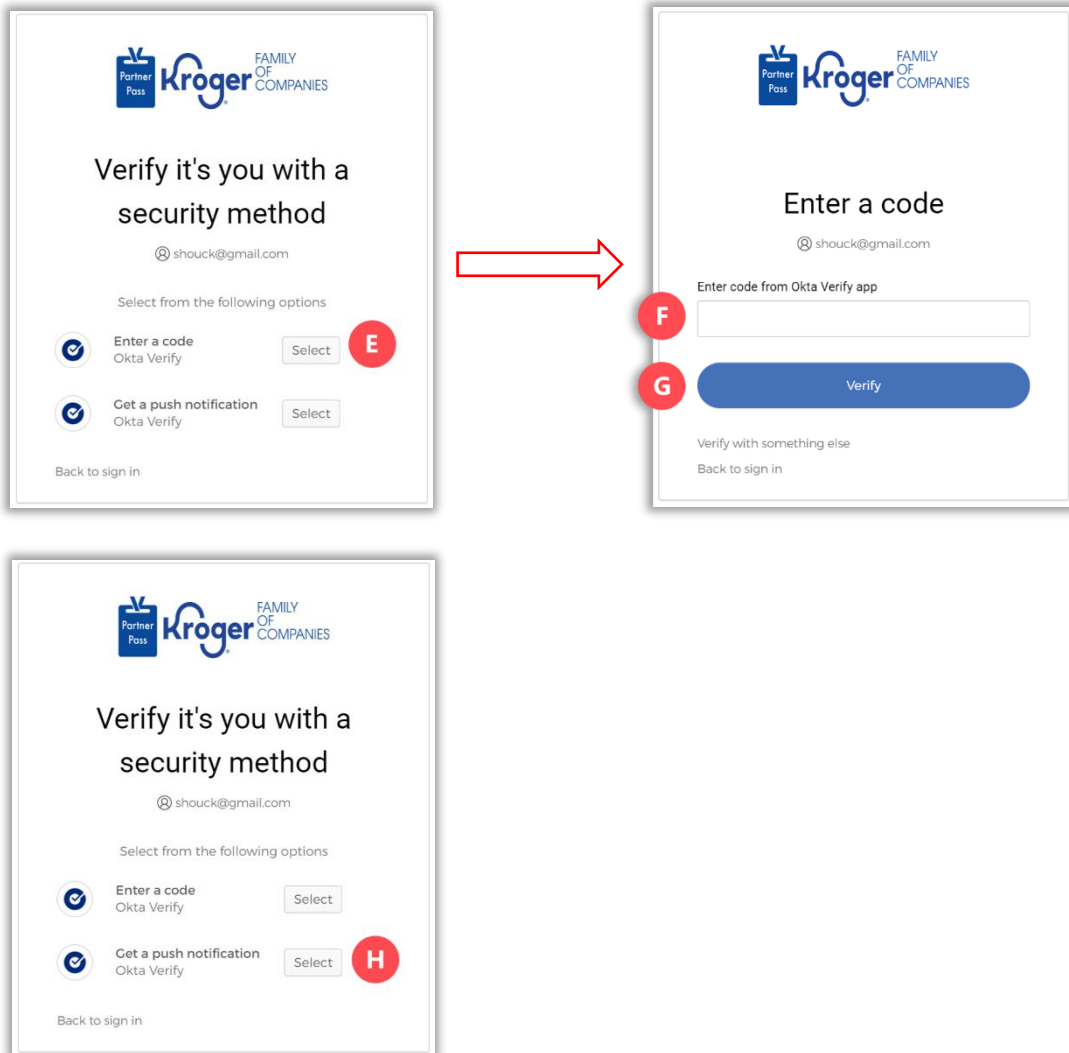 Partner
Pass
Kroger
FAMILY
OF
COMPANIES
Verify it's you with a
security method
shouck@gmail.com
Select from the following options
Enter a code
Okta Verify
Select
E
Get a push notification
Okta Verify
Select
Back to sign in
Partner
Pass
Kroger
FAMILY
OF
COMPANIES
Enter a code
shouck@gmail.com
Enter code from Okta Verify app
F
G
Verify
Verify with something else
Back to sign in
Partner
Pass
Kroger
FAMILY
OF
COMPANIES
Verify it's you with a
security method
shouck@gmail.com
Select from the following options
Enter a code
Okta Verify
Select
Get a push notification
Okta Verify
Select
H
Back to sign in